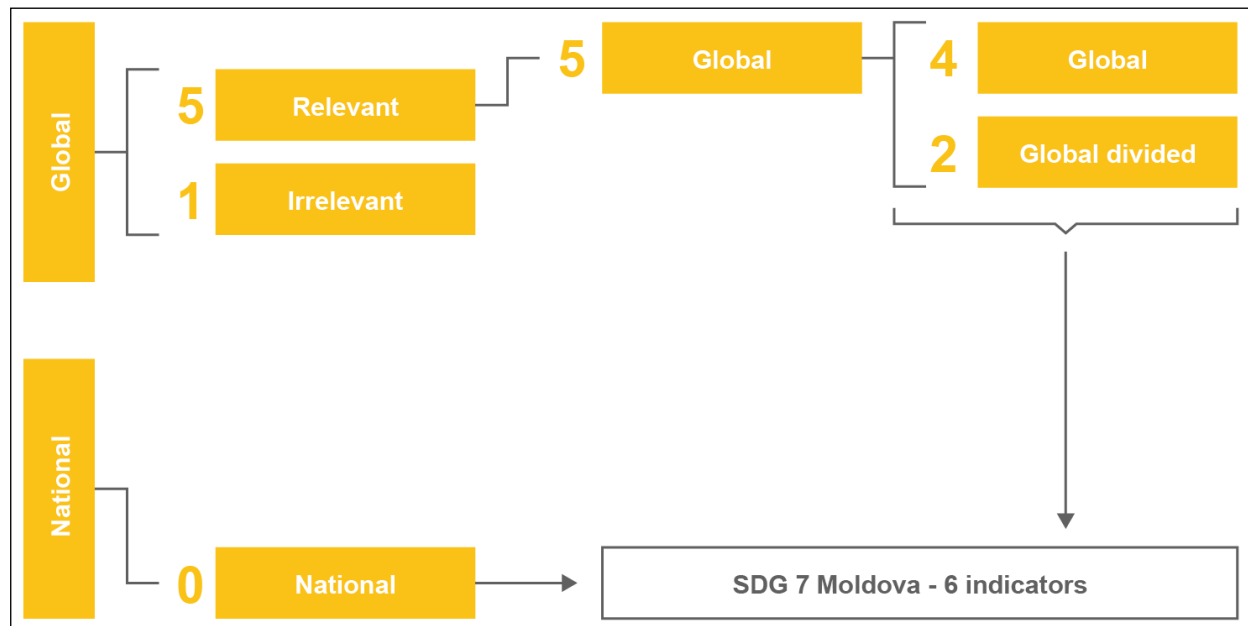 Global
5
Relevant
5
Global
4
Global
2
Global divided
1
Irrelevant
National
0
National
SDG 7 Moldova - 6 indicators